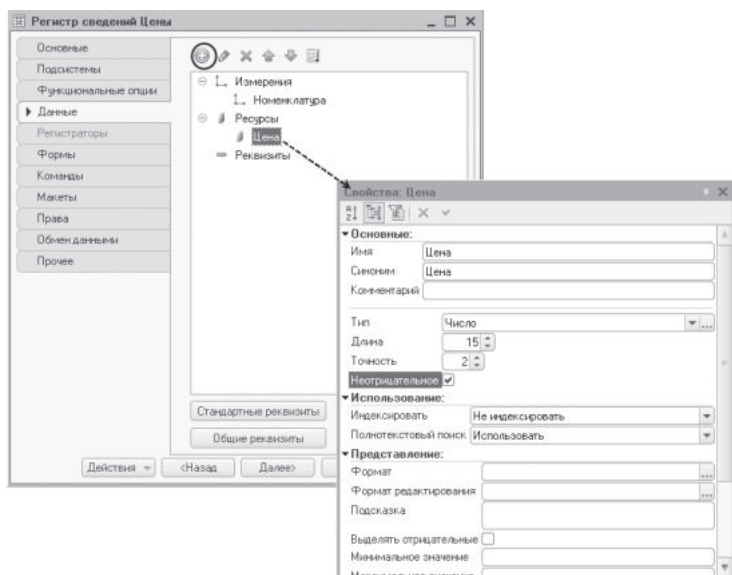 Регистр сведений Цены
Основные
Подсистемы
Функциональные опции
Данные
Регистраторы
Формы
Команды
Макеты
Права
Обмен данными
Прочее
Измерения
Номенклатура
Ресурсы
Цена
Реквизиты
Стандартные реквизиты
Общие реквизиты
Действия
<Назад
Далее>
Свойства: Цена
Основные:
Имя Цена
Синоним Цена
Комментарий
Тип Число ...
Длина 15
Точность 2
Неотрицательное
Использование:
Индексировать Не индексировать
Полнотекстовый поиск Использовать
Представление:
Формат ...
Формат редактирования ...
Подсказка
Выделять отрицательные
Минимальное значение